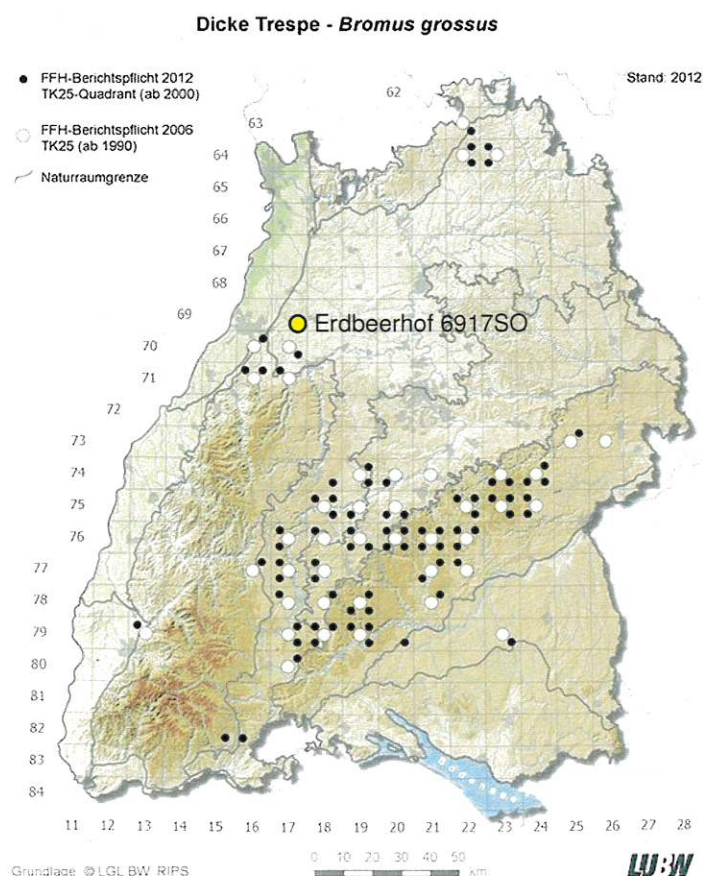 Dicke Trespe - Bromus grossus
FFH-Berichtspflicht 2012
TK25-Quadrant (ab 2000)
FFH-Berichtspflicht 2006
TK25 (ab 1990)
Naturraumgrenze
Stand: 2012
62
63
64
65
66
67
68
69
70
71
72
73
74
75
76
77
78
79
80
81
82
83
84
Erdbeerhof 6917SO
11 12 13 14 15 16 17 18 19 20 21 22 23 24 25 26 27 28
Grundlage © LGL BW RIPS
0 10 20 30 40 50
km
LUBW